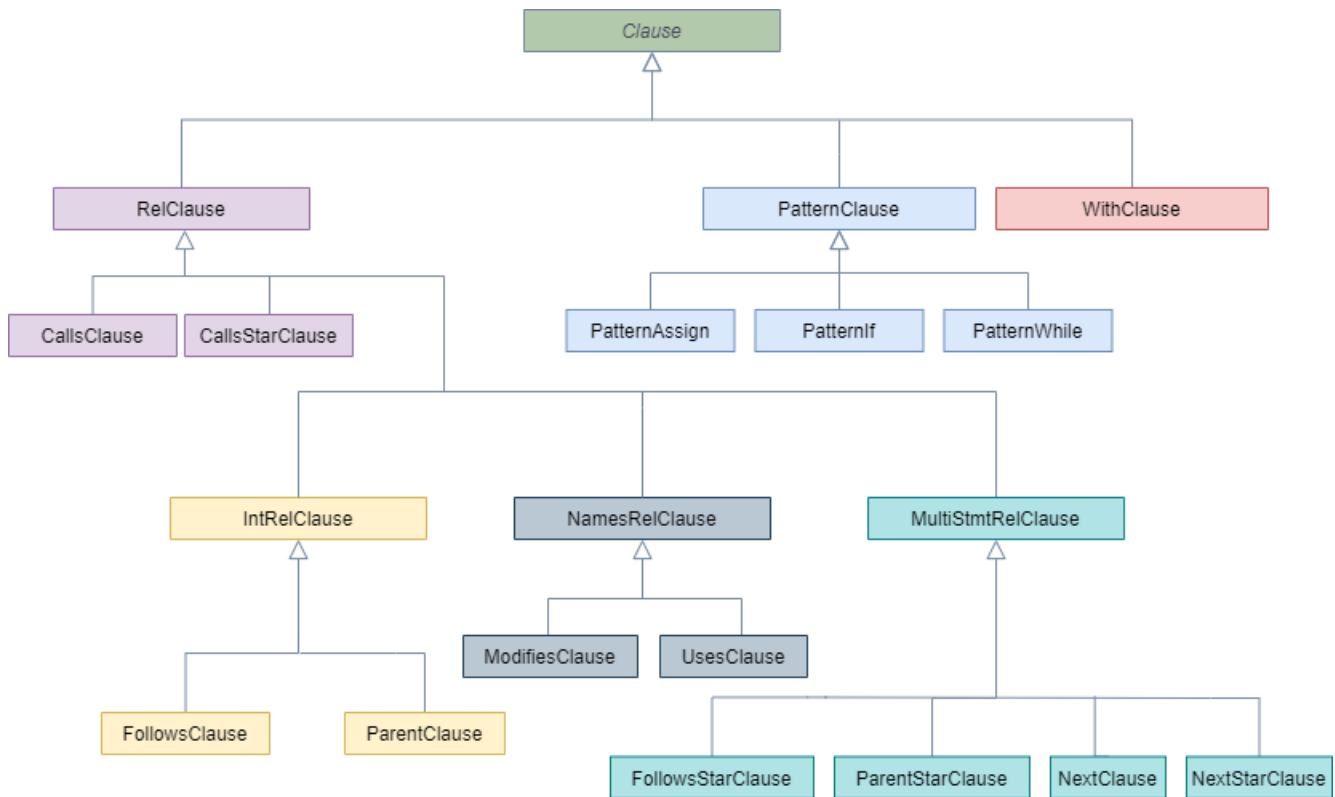 Clause
RelClause
PatternClause
WithClause
CallsClause
CallsStarClause
PatternAssign
PatternIf
PatternWhile
IntRelClause
NamesRelClause
MultiStmtRelClause
ModifiesClause
UsesClause
FollowsClause
ParentClause
FollowsStarClause
ParentStarClause
NextClause
NextStarClause